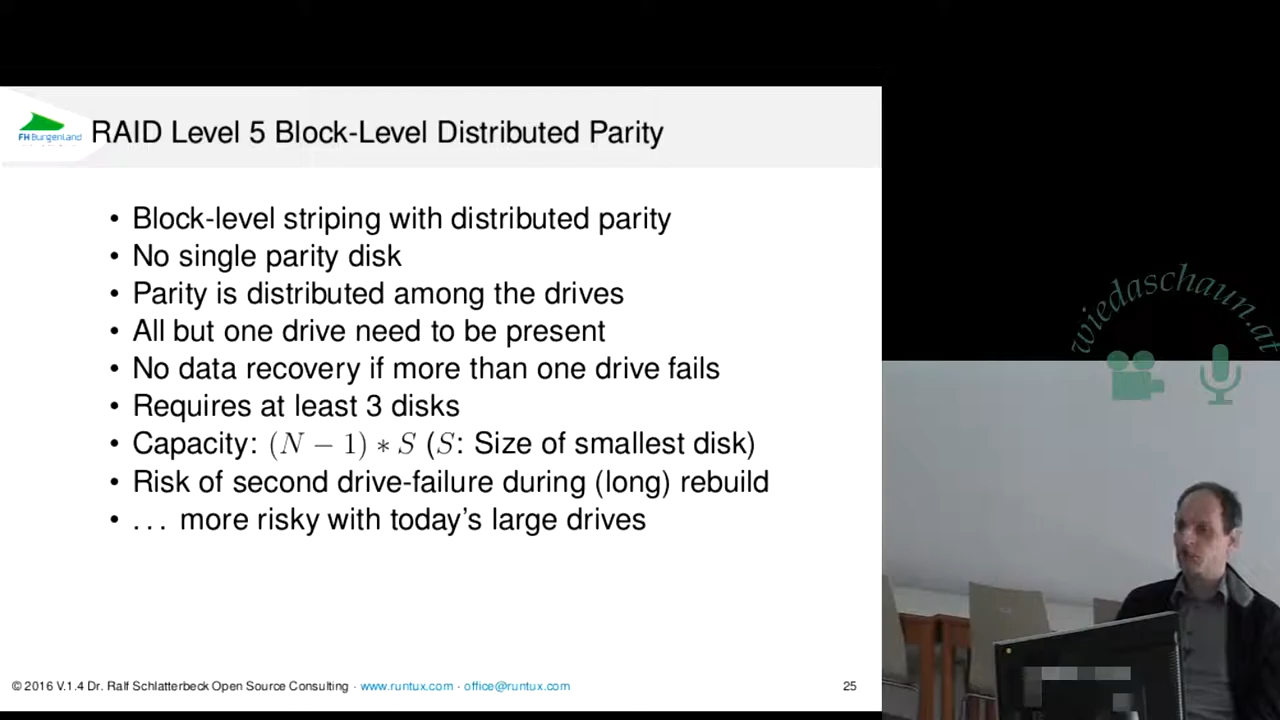 FH Burgenland
RAID Level 5 Block-Level Distributed Parity
• Block-level striping with distributed parity
• No single parity disk
• Parity is distributed among the drives
• All but one drive need to be present
• No data recovery if more than one drive fails
• Requires at least 3 disks
• Capacity: (N − 1) ∗ S (S: Size of smallest disk)
• Risk of second drive-failure during (long) rebuild
• ... more risky with today's large drives
© 2016 V.1.4 Dr. Ralf Schlatterbeck Open Source Consulting · www.runtux.com · office@runtux.com
25
wiedaschaun.at